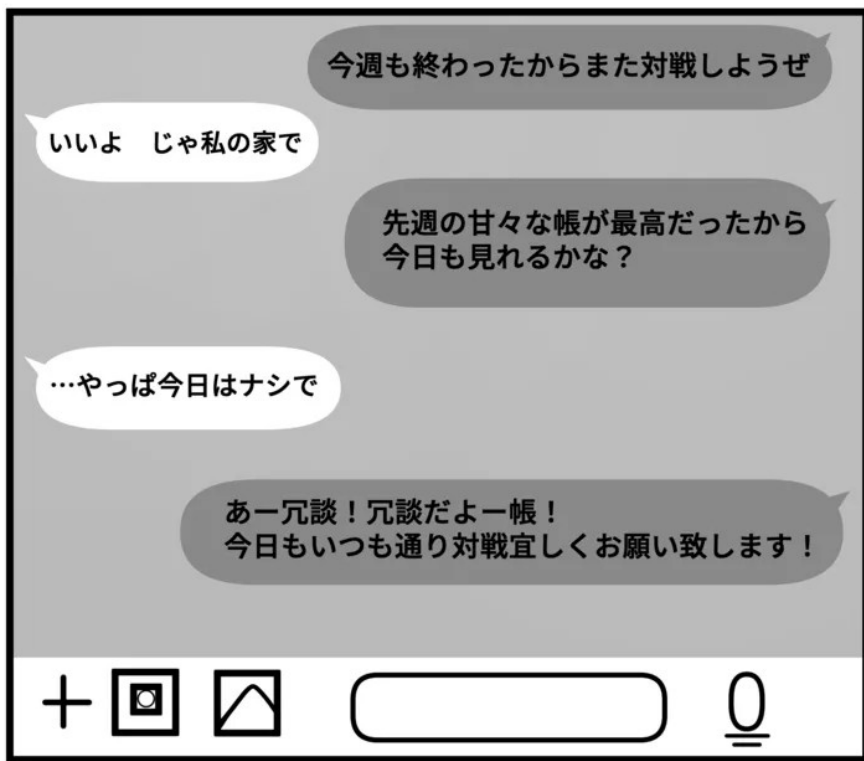 今週も終わったからまた対戦しようぜ
いいよ　じゃ私の家で
先週の甘々な帳が最高だったから
今日も見れるかな？
…やっぱ今日はナシで
あー冗談！冗談だよー帳！
今日もいつも通り対戦宜しくお願い致します！